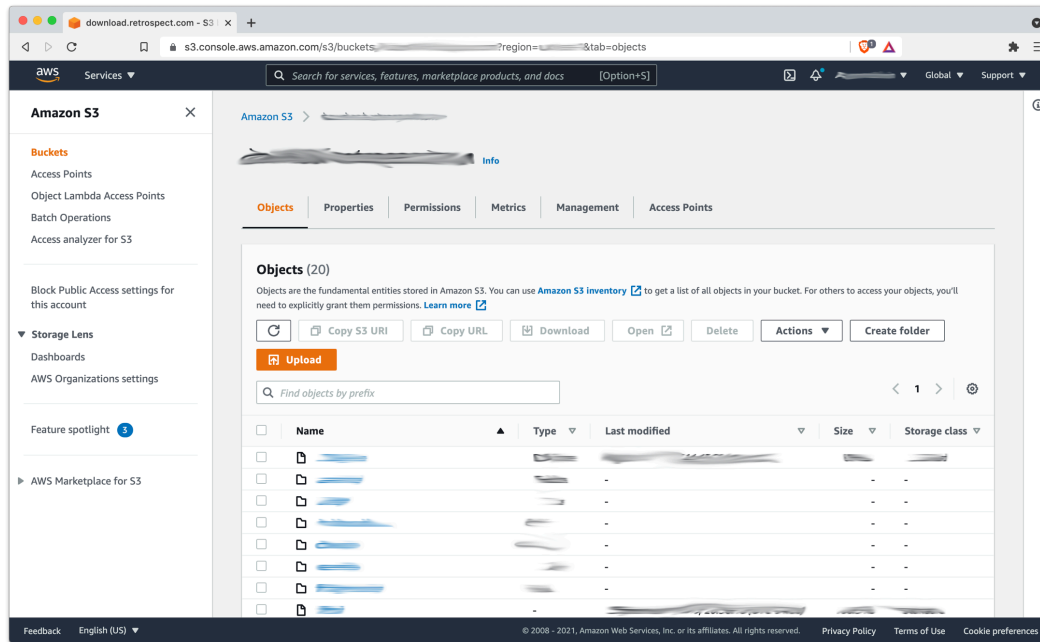 download.retrospect.com - S3
s3.console.aws.amazon.com/s3/buckets/ ?region= &tab=objects
aws Services Search for services, features, marketplace products, and docs [Option+S] Global Support
Amazon S3
Buckets
Access Points
Object Lambda Access Points
Batch Operations
Access analyzer for S3
Block Public Access settings for
this account
Storage Lens
Dashboards
AWS Organizations settings
Feature spotlight 3
AWS Marketplace for S3
Amazon S3
Info
Objects Properties Permissions Metrics Management Access Points
Objects (20)
Objects are the fundamental entities stored in Amazon S3. You can use Amazon S3 inventory to get a list of all objects in your bucket. For others to access your objects, you'll
need to explicitly grant them permissions. Learn more
Copy S3 URI Copy URL Download Open Delete Actions Create folder
Upload
Find objects by prefix 1
Name Type Last modified Size Storage class
- - -
- - -
- - -
- - -
- - -
- - -
-
Feedback English (US) © 2008 - 2021, Amazon Web Services, Inc. or its affiliates. All rights reserved. Privacy Policy Terms of Use Cookie preferences